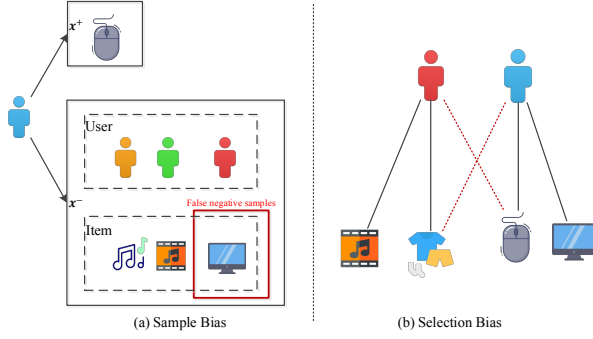 x⁺
User
x⁻
False negative samples
Item
(a) Sample Bias
(b) Selection Bias